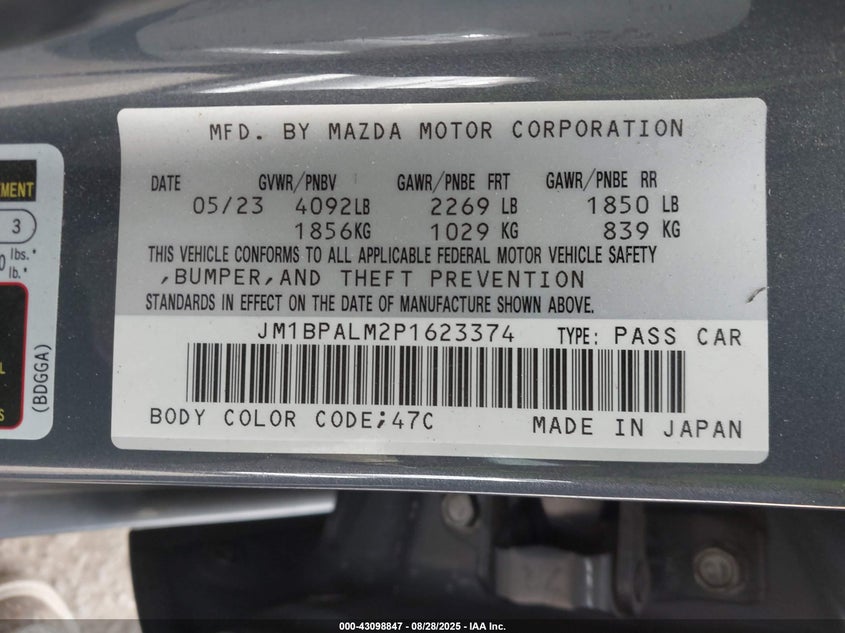 MFD. BY MAZDA MOTOR CORPORATION
DATE GVWR/PNBV GAWR/PNBE FRT GAWR/PNBE RR
05/23 4092LB 2269 LB 1850 LB
1856KG 1029 KG 839 KG
THIS VEHICLE CONFORMS TO ALL APPLICABLE FEDERAL MOTOR VEHICLE SAFETY
,BUMPER,AND THEFT PREVENTION
STANDARDS IN EFFECT ON THE DATE OF MANUFACTURE SHOWN ABOVE.
JM1BPALM2P1623374 TYPE: PASS CAR
BODY COLOR CODE;47C MADE IN JAPAN
3
lbs.*
lb.*
(BDGGA)
000-43098847 - 08/28/2025 - IAA Inc.